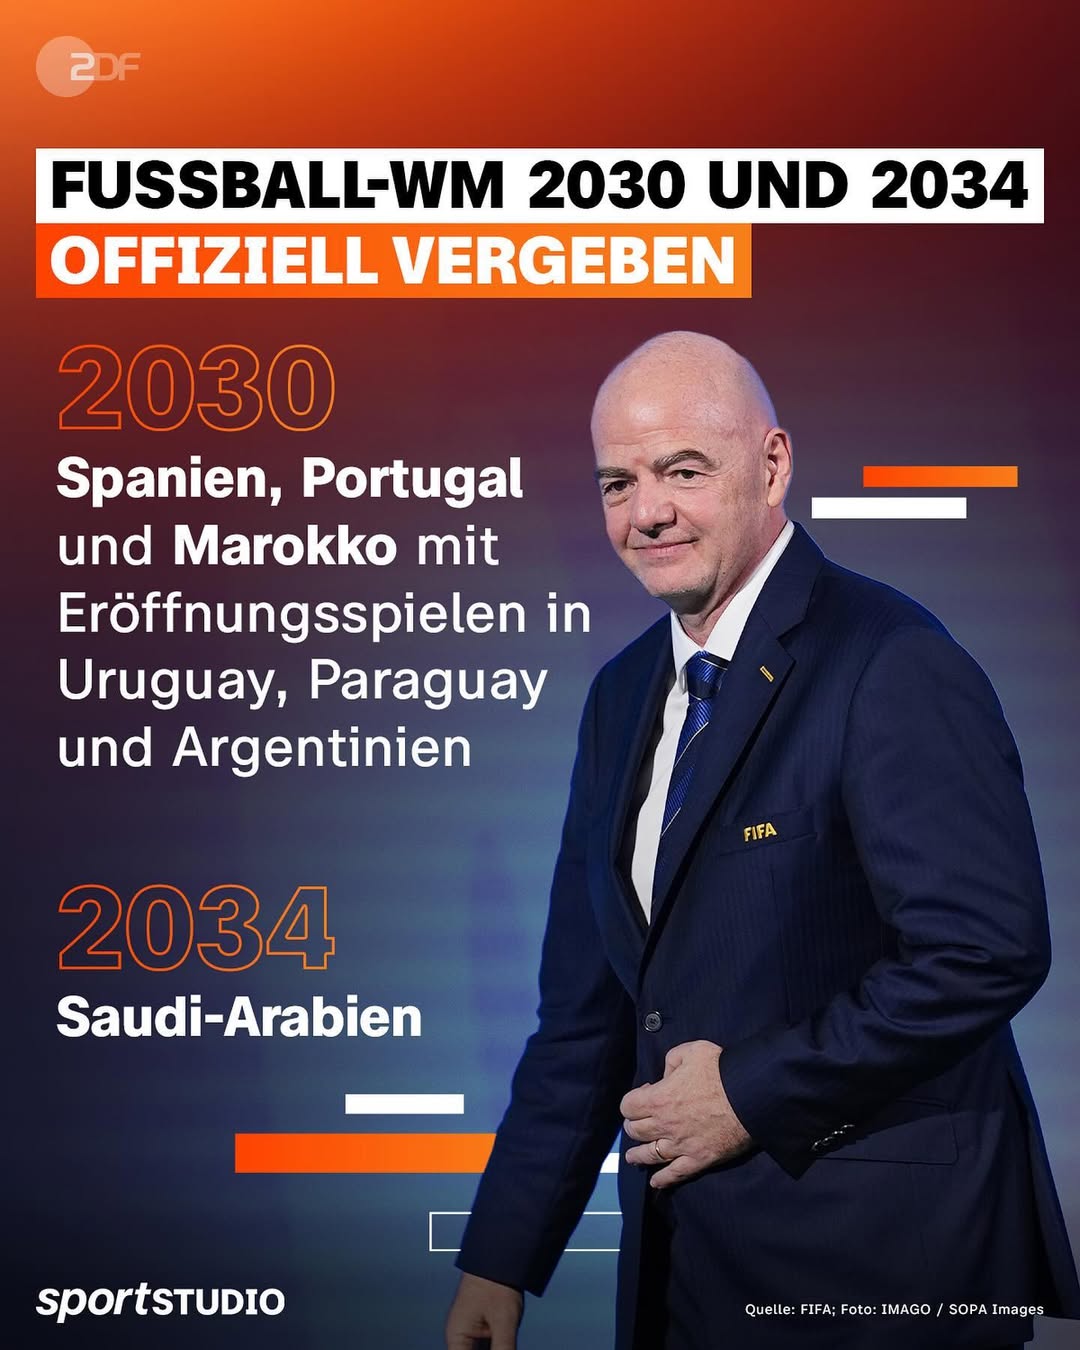 ZDF
FUSSBALL-WM 2030 UND 2034
OFFIZIELL VERGEBEN
2030
Spanien, Portugal
und Marokko mit
Eröffnungsspielen in
Uruguay, Paraguay
und Argentinien
FIFA
2034
Saudi-Arabien
sportSTUDIO
Quelle: FIFA; Foto: IMAGO / SOPA Images